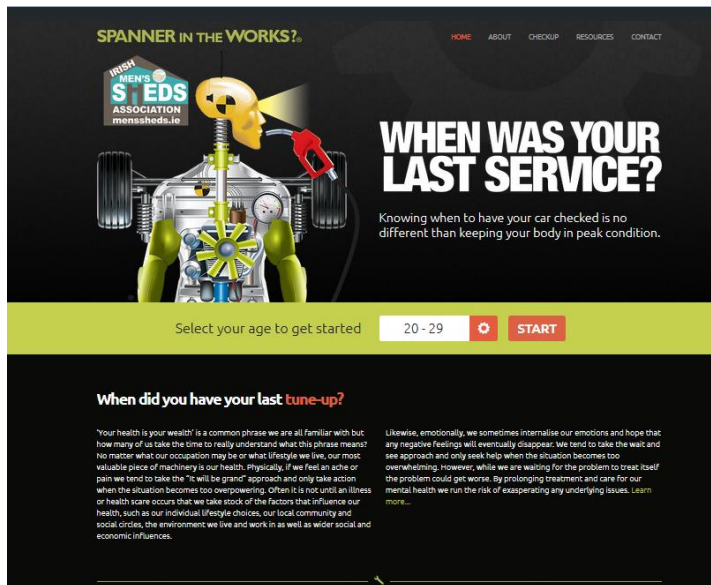 SPANNER IN THE WORKS?®
HOME ABOUT CHECKUP RESOURCES CONTACT
IRISH
MEN'S
SHEDS
ASSOCIATION
menssheds.ie
WHEN WAS YOUR
LAST SERVICE?
Knowing when to have your car checked is no
different than keeping your body in peak condition.
Select your age to get started 20 - 29 START
When did you have your last tune-up?
'Your health is your wealth' is a common phrase we are all familiar with but
how many of us take the time to really understand what this phrase means?
No matter what our occupation may be or what lifestyle we live, our most
valuable piece of machinery is our health. Physically, if we feel an ache or
pain we tend to take the "It will be grand" approach and only take action
when the situation becomes too overpowering. Often it is not until an illness
or health scare occurs that we take stock of the factors that influence our
health, such as our individual lifestyle choices, our local community and
social circles, the environment we live and work in as well as wider social and
economic influences.
Likewise, emotionally, we sometimes internalise our emotions and hope that
any negative feelings will eventually disappear. We tend to take the wait and
see approach and only seek help when the situation becomes too
overwhelming. However, while we are waiting for the problem to treat itself
the problem could get worse. By prolonging treatment and care for our
mental health we run the risk of exasperating any underlying issues. Learn
more...